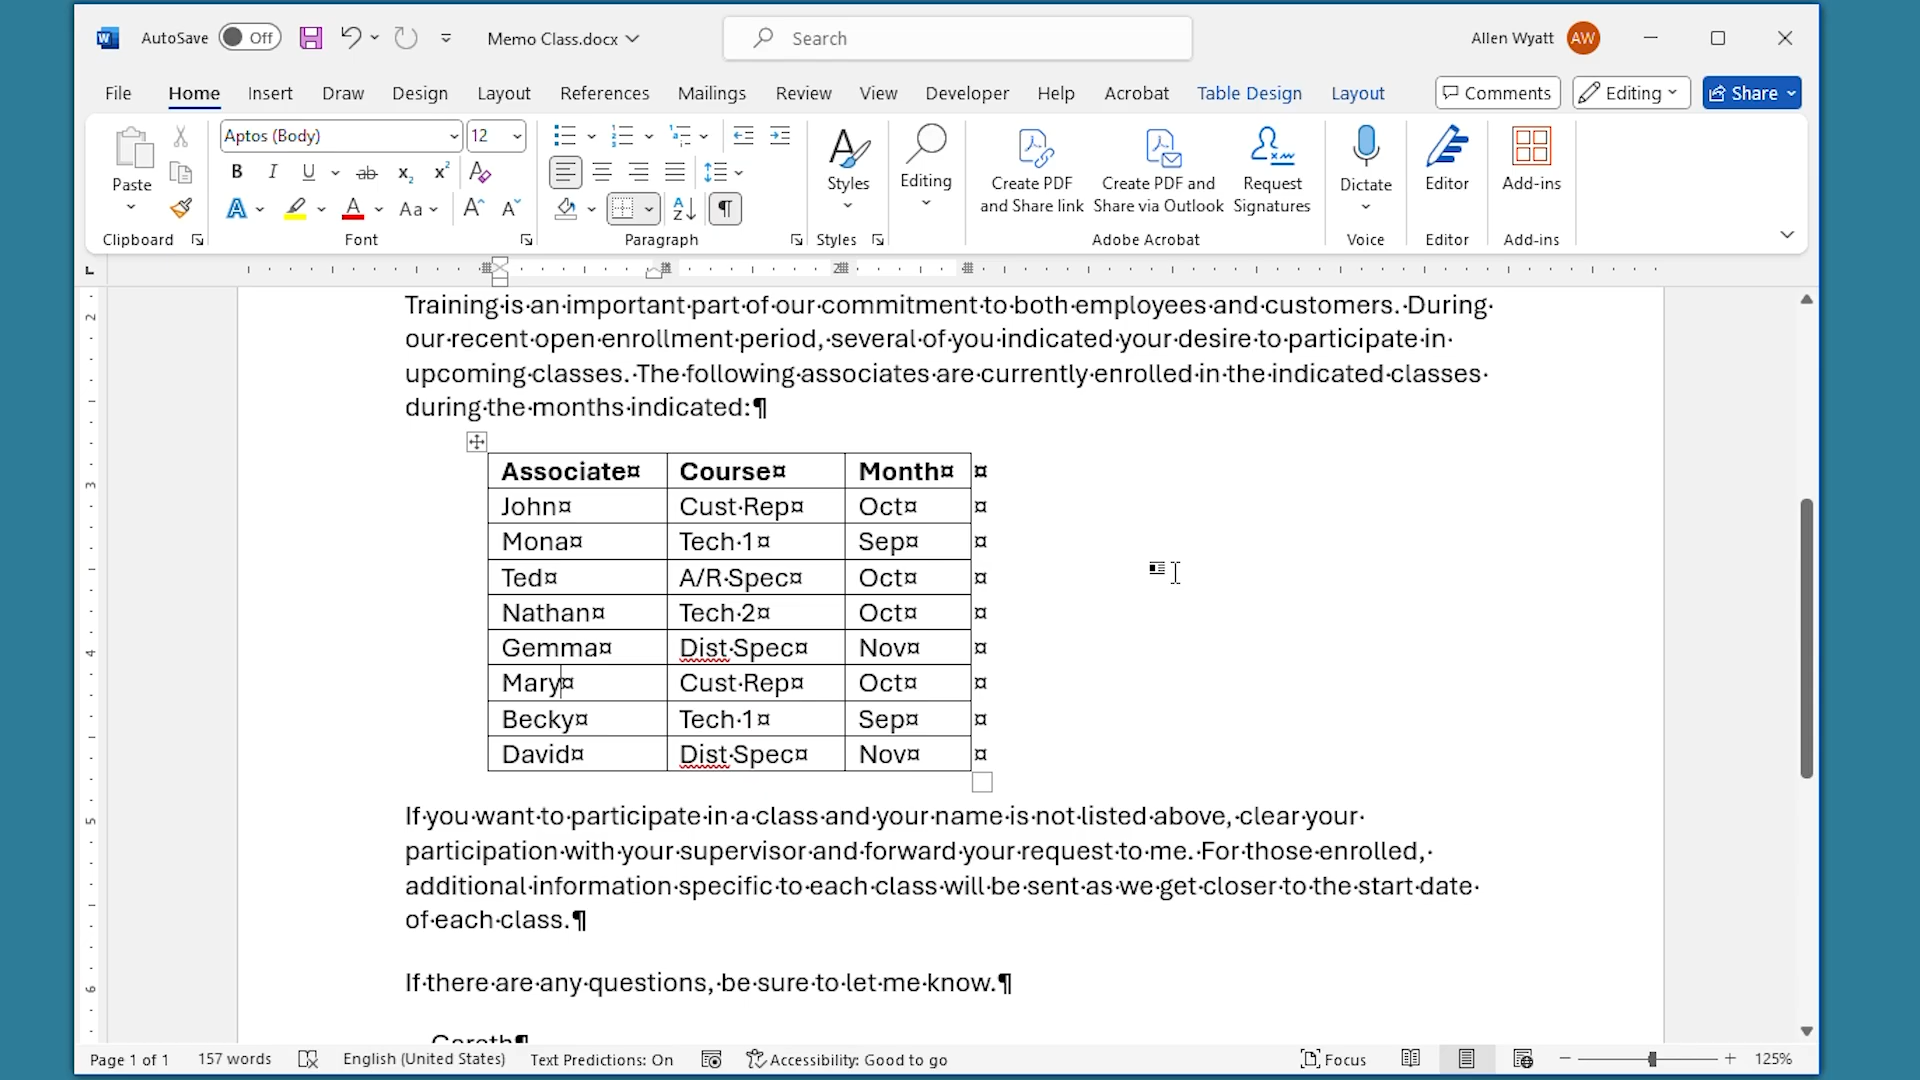 AutoSave Off Memo Class.docx Search Allen Wyatt AW
File Home Insert Draw Design Layout References Mailings Review View Developer Help Acrobat Table Design Layout Comments Editing Share
Aptos (Body) 12
Paste Styles Editing Create PDF and Share link Create PDF and Share via Outlook Request Signatures Dictate Editor Add-ins
Clipboard Font Paragraph Styles Adobe Acrobat Voice Editor Add-ins
Training·is·an·important·part·of·our·commitment·to·both·employees·and·customers.·During·
our·recent·open·enrollment·period,·several·of·you·indicated·your·desire·to·participate·in·
upcoming·classes.·The·following·associates·are·currently·enrolled·in·the·indicated·classes·
during·the·months·indicated:¶
Associate¤ Course¤ Month¤ ¤
John¤ Cust·Rep¤ Oct¤ ¤
Mona¤ Tech·1¤ Sep¤ ¤
Ted¤ A/R·Spec¤ Oct¤ ¤
Nathan¤ Tech·2¤ Oct¤ ¤
Gemma¤ Dist·Spec¤ Nov¤ ¤
Mary¤ Cust·Rep¤ Oct¤ ¤
Becky¤ Tech·1¤ Sep¤ ¤
David¤ Dist·Spec¤ Nov¤ ¤
If·you·want·to·participate·in·a·class·and·your·name·is·not·listed·above,·clear·your·
participation·with·your·supervisor·and·forward·your·request·to·me.·For·those·enrolled,·
additional·information·specific·to·each·class·will·be·sent·as·we·get·closer·to·the·start·date·
of·each·class.¶
If·there·are·any·questions,·be·sure·to·let·me·know.¶
Page 1 of 1 157 words English (United States) Text Predictions: On Accessibility: Good to go Focus 125%